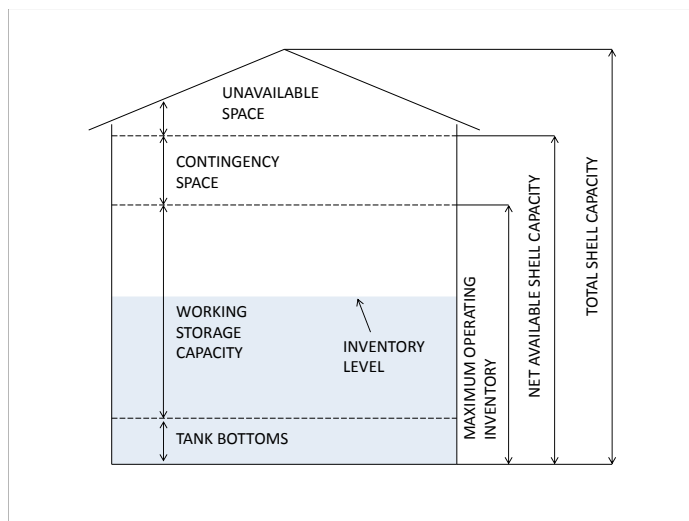 UNAVAILABLE
SPACE
CONTINGENCY
SPACE
WORKING
STORAGE
CAPACITY
INVENTORY
LEVEL
TANK BOTTOMS
MAXIMUM OPERATING
INVENTORY
NET AVAILABLE SHELL CAPACITY
TOTAL SHELL CAPACITY